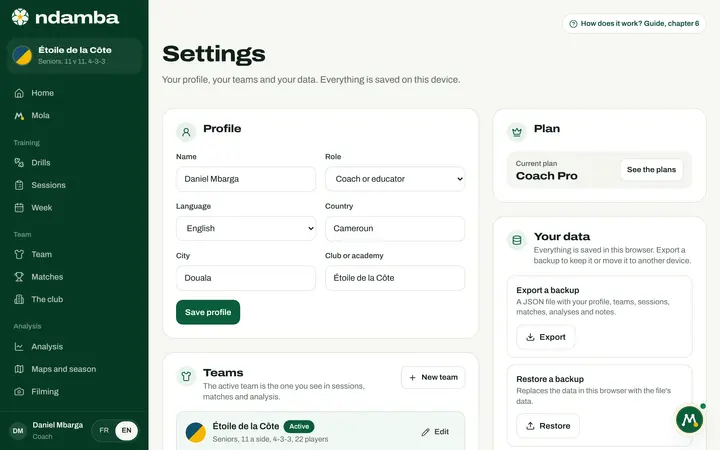 ndamba
Étoile de la Côte
Seniors, 11 v 11, 4-3-3
Home
Mola
Training
Drills
Sessions
Week
Team
Team
Matches
The club
Analysis
Analysis
Maps and season
Filming
DM
Daniel Mbarga
Coach
FR
EN
How does it work? Guide, chapter 6
Settings
Your profile, your teams and your data. Everything is saved on this device.
Profile
Name
Role
Daniel Mbarga
Coach or educator
Language
Country
English
Cameroun
City
Club or academy
Douala
Étoile de la Côte
Save profile
Teams
The active team is the one you see in sessions,
matches and analysis.
New team
Étoile de la Côte
Active
Seniors, 11 a side, 4-3-3, 22 players
Edit
Plan
Current plan
Coach Pro
See the plans
Your data
Everything is saved in this browser. Export a
backup to keep it or move it to another device.
Export a backup
A JSON file with your profile, teams, sessions,
matches, analyses and notes.
Export
Restore a backup
Replaces the data in this browser with the file's
data.
Restore